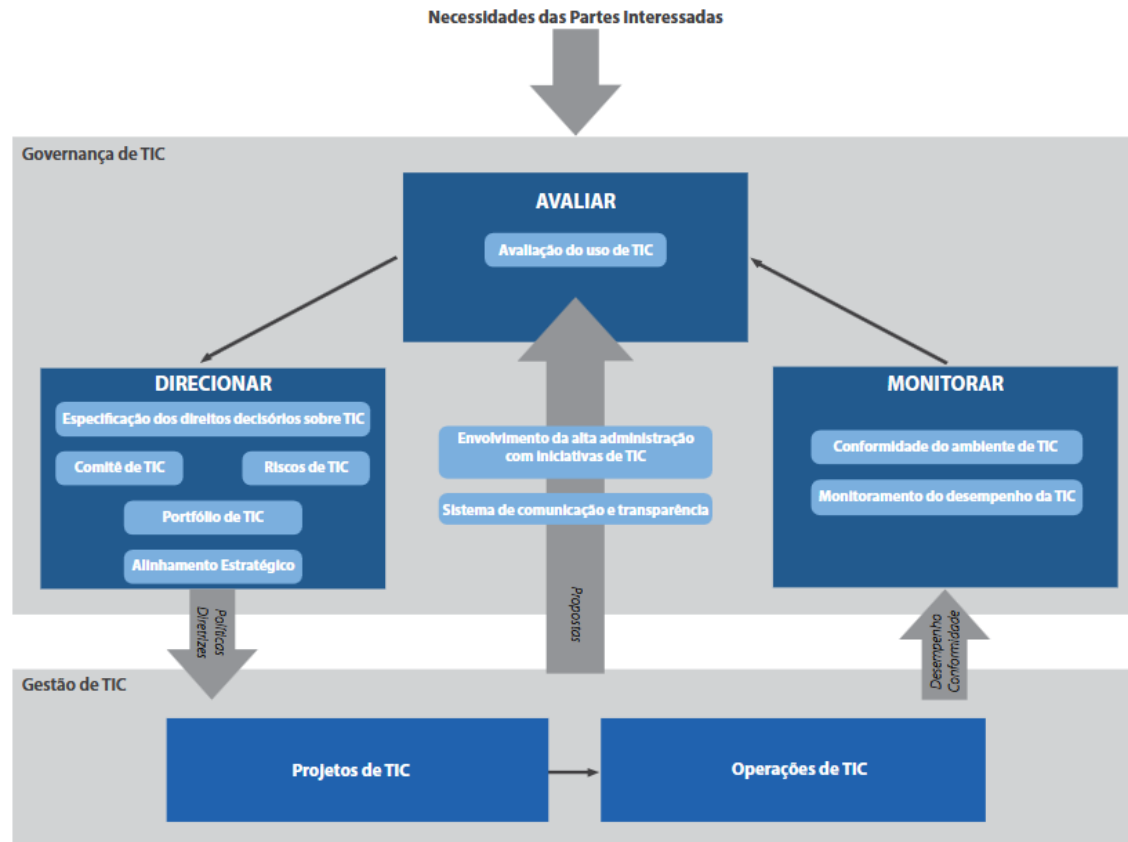 Necessidades das Partes Interessadas
Governança de TIC
AVALIAR
Avaliação do uso de TIC
DIRECIONAR
Especificação dos direitos decisórios sobre TIC
Comitê de TIC
Riscos de TIC
Portfólio de TIC
Alinhamento Estratégico
Envolvimento da alta administração
com iniciativas de TIC
Sistema de comunicação e transparência
MONITORAR
Conformidade do ambiente de TIC
Monitoramento do desempenho da TIC
Políticas
Diretrizes
Propostas
Desempenho
Conformidade
Gestão de TIC
Projetos de TIC
Operações de TIC